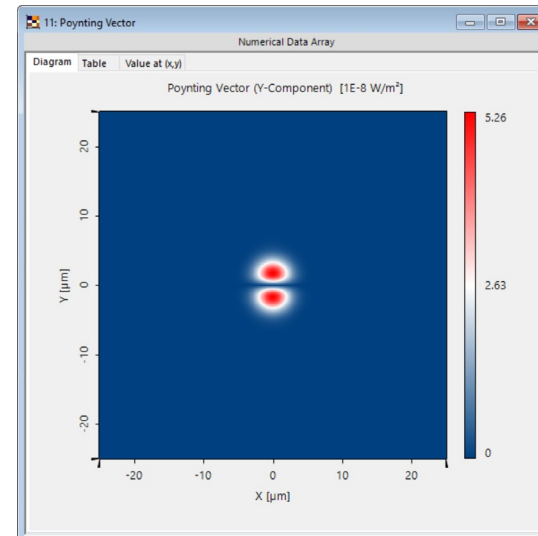 11: Poynting Vector
Numerical Data Array
Diagram Table Value at (x,y)
Poynting Vector (Y-Component) [1E-8 W/m²]
5.26
2.63
0
Y [µm]
20
10
0
-10
-20
-20 -10 0 10 20
X [µm]